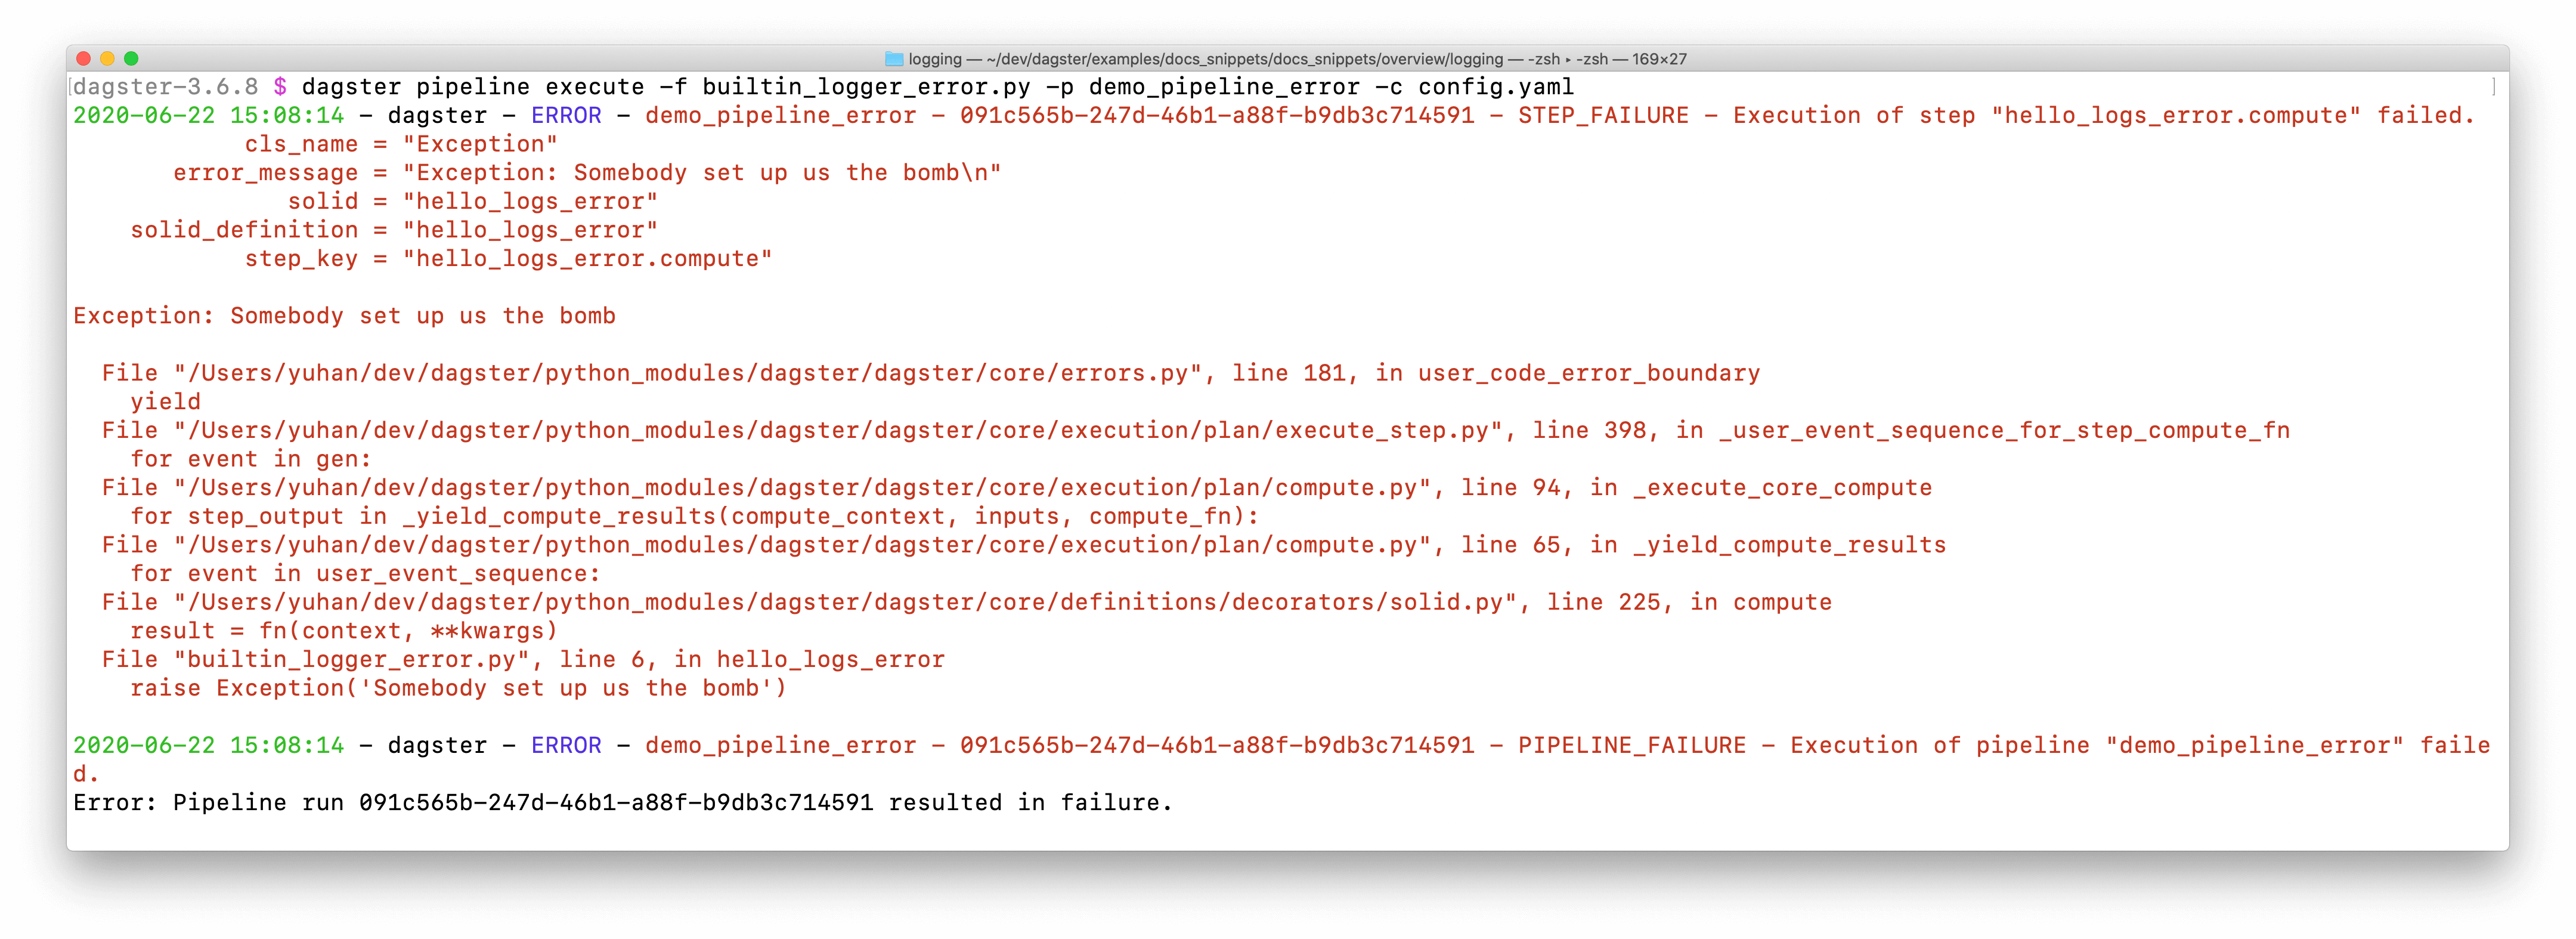 logging — ~/dev/dagster/examples/docs_snippets/docs_snippets/overview/logging — -zsh ▸ -zsh — 169×27
[dagster-3.6.8 $ dagster pipeline execute -f builtin_logger_error.py -p demo_pipeline_error -c config.yaml ]
2020-06-22 15:08:14 - dagster - ERROR - demo_pipeline_error - 091c565b-247d-46b1-a88f-b9db3c714591 - STEP_FAILURE - Execution of step "hello_logs_error.compute" failed.
            cls_name = "Exception"
       error_message = "Exception: Somebody set up us the bomb\n"
               solid = "hello_logs_error"
    solid_definition = "hello_logs_error"
            step_key = "hello_logs_error.compute"

Exception: Somebody set up us the bomb

  File "/Users/yuhan/dev/dagster/python_modules/dagster/dagster/core/errors.py", line 181, in user_code_error_boundary
    yield
  File "/Users/yuhan/dev/dagster/python_modules/dagster/dagster/core/execution/plan/execute_step.py", line 398, in _user_event_sequence_for_step_compute_fn
    for event in gen:
  File "/Users/yuhan/dev/dagster/python_modules/dagster/dagster/core/execution/plan/compute.py", line 94, in _execute_core_compute
    for step_output in _yield_compute_results(compute_context, inputs, compute_fn):
  File "/Users/yuhan/dev/dagster/python_modules/dagster/dagster/core/execution/plan/compute.py", line 65, in _yield_compute_results
    for event in user_event_sequence:
  File "/Users/yuhan/dev/dagster/python_modules/dagster/dagster/core/definitions/decorators/solid.py", line 225, in compute
    result = fn(context, **kwargs)
  File "builtin_logger_error.py", line 6, in hello_logs_error
    raise Exception('Somebody set up us the bomb')

2020-06-22 15:08:14 - dagster - ERROR - demo_pipeline_error - 091c565b-247d-46b1-a88f-b9db3c714591 - PIPELINE_FAILURE - Execution of pipeline "demo_pipeline_error" faile
d.
Error: Pipeline run 091c565b-247d-46b1-a88f-b9db3c714591 resulted in failure.